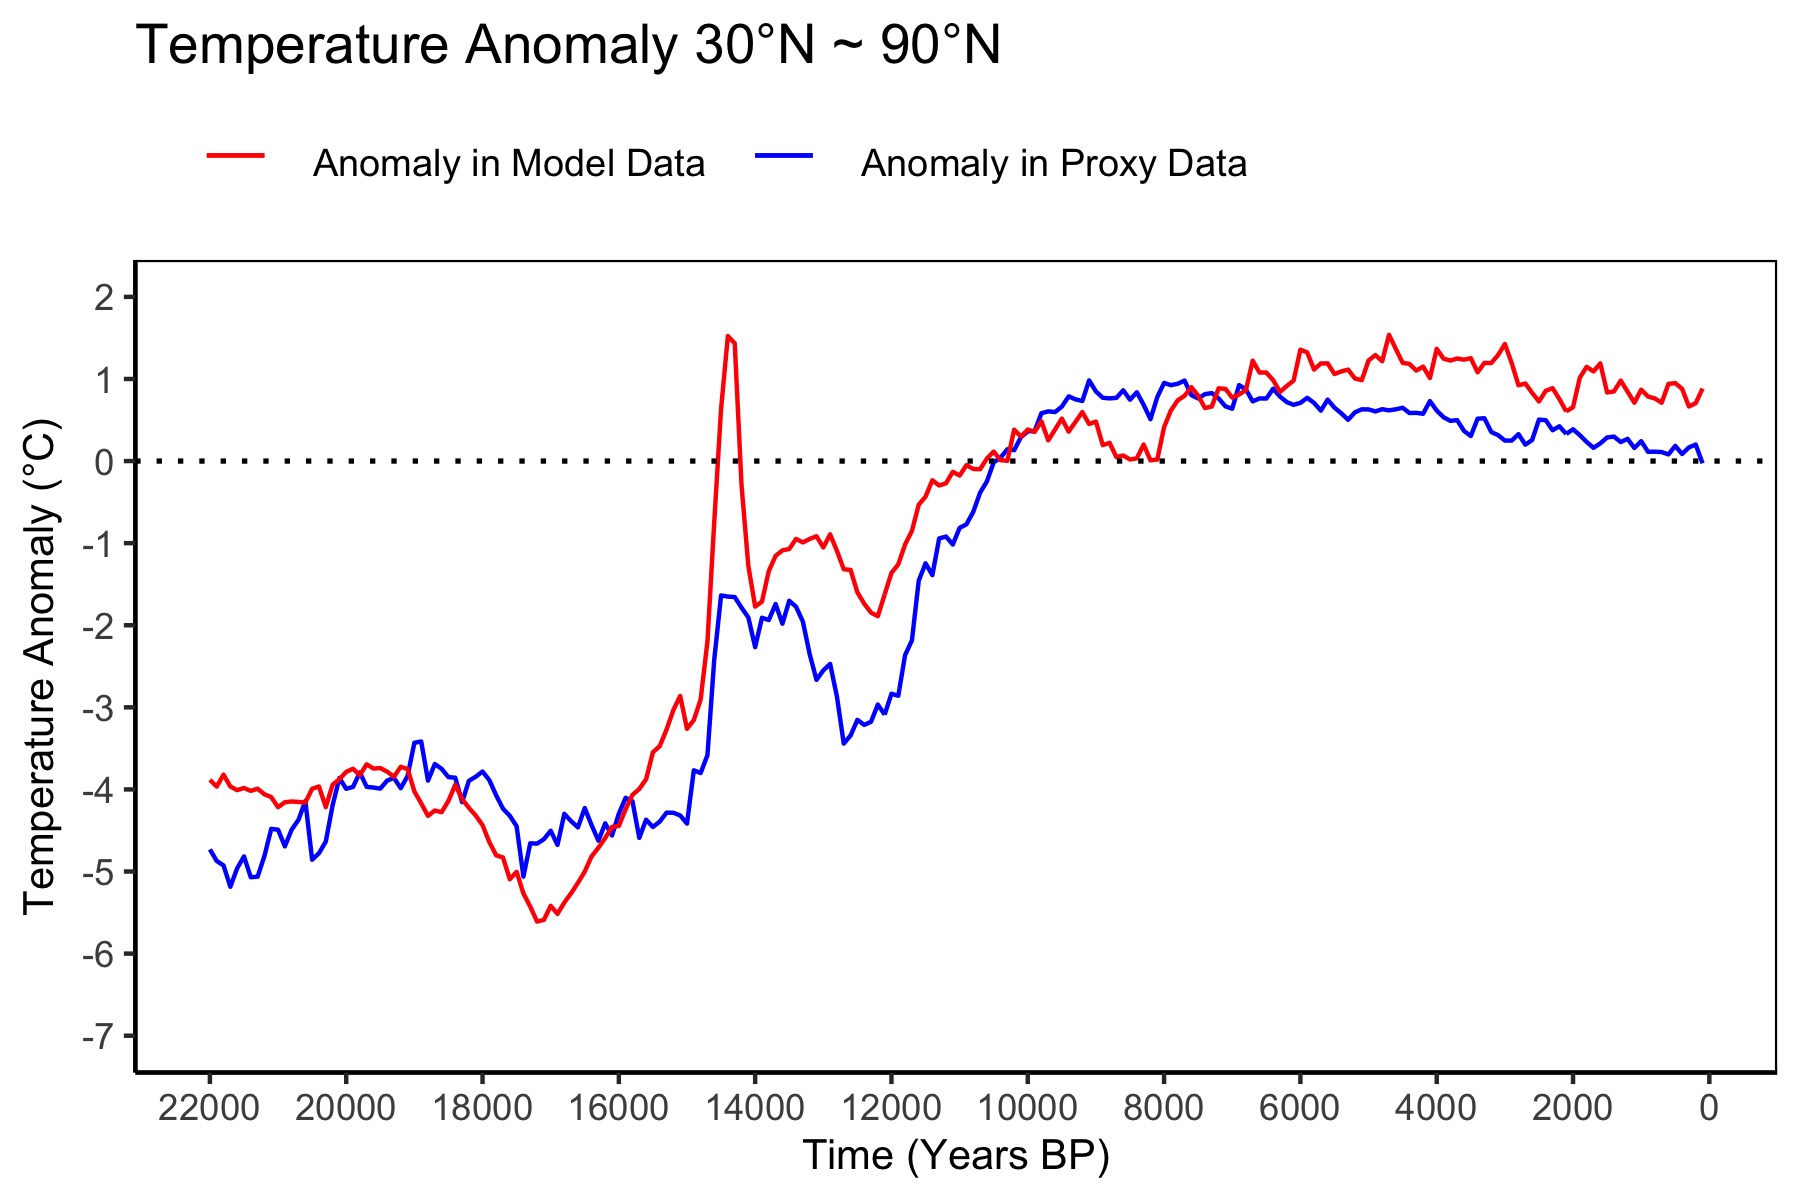 Temperature Anomaly 30°N ~ 90°N
Anomaly in Model Data Anomaly in Proxy Data
2
1
0
-1
-2
-3
-4
-5
-6
-7
Temperature Anomaly (°C)
22000 20000 18000 16000 14000 12000 10000 8000 6000 4000 2000 0
Time (Years BP)